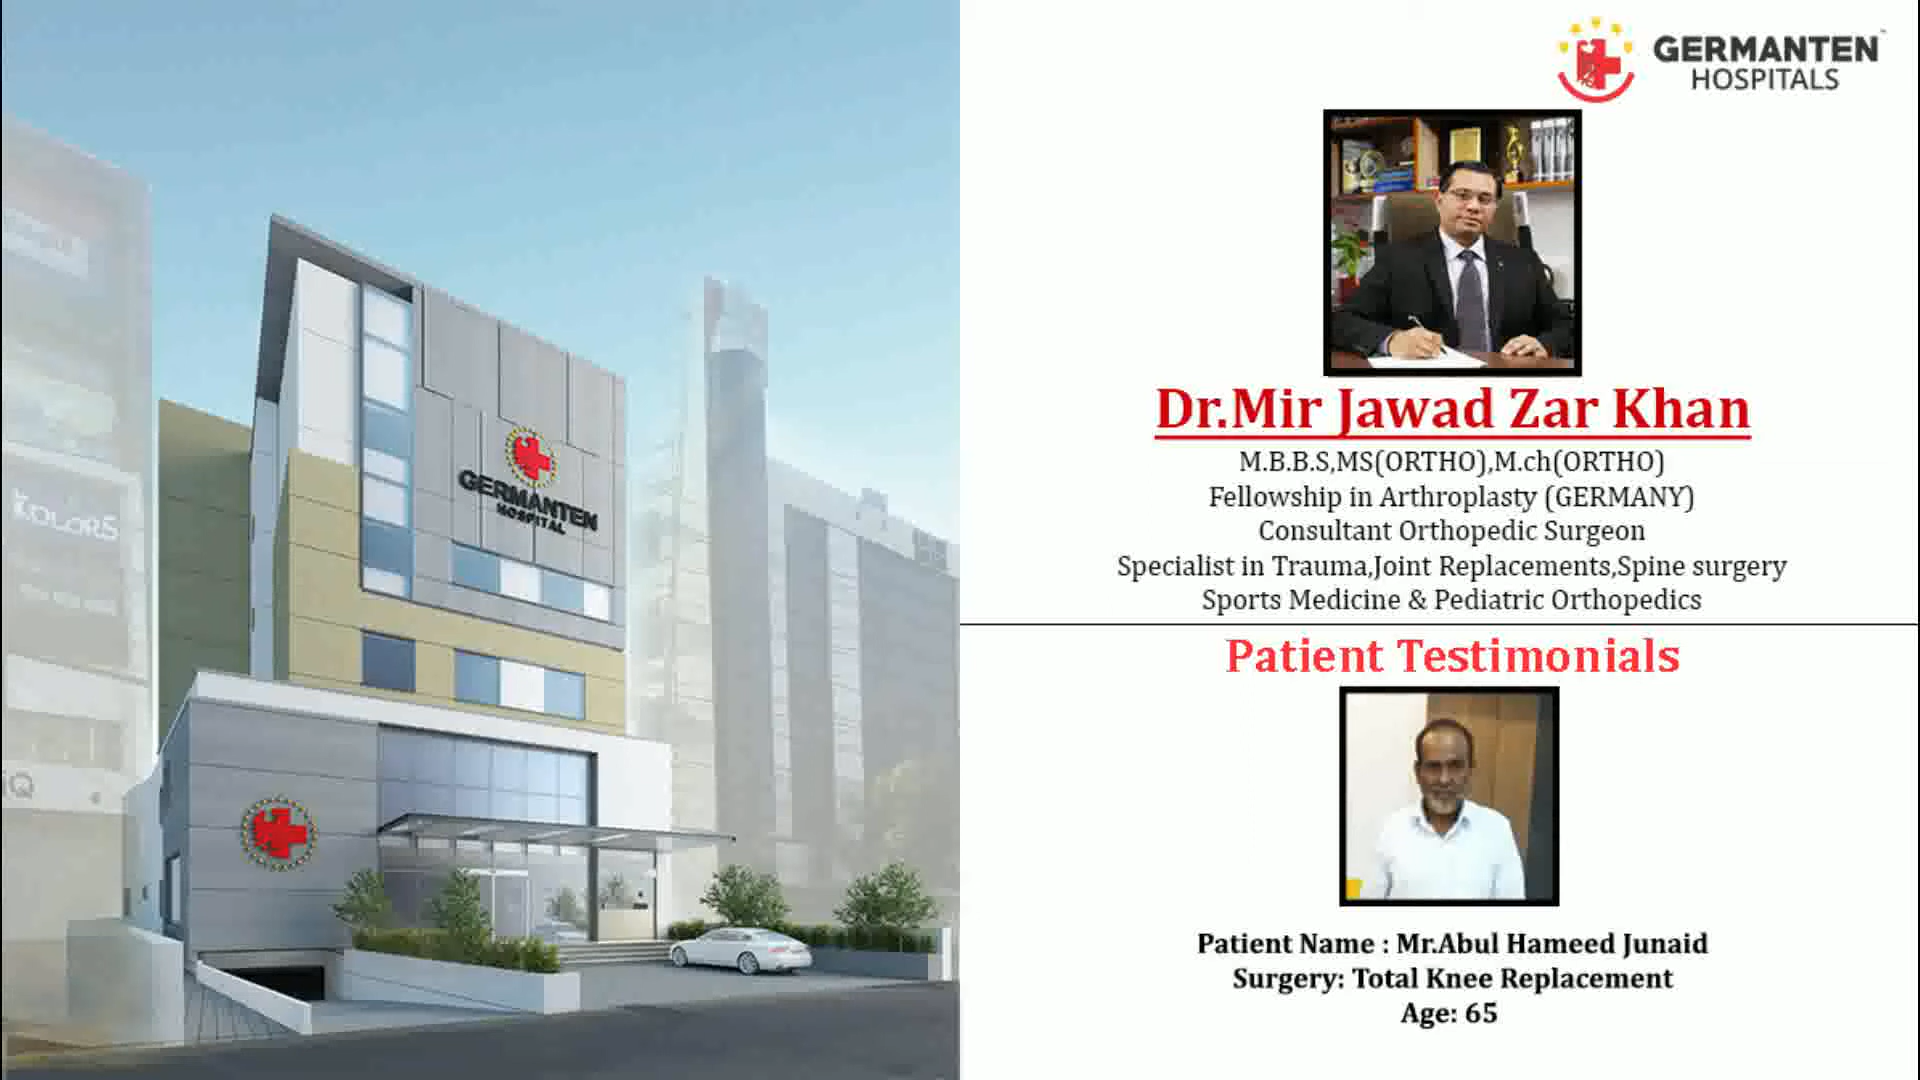 KOLORS
iQ
GERMANTEN
HOSPITAL
GERMANTEN
HOSPITALS
Dr.Mir Jawad Zar Khan
M.B.B.S,MS(ORTHO),M.ch(ORTHO)
Fellowship in Arthroplasty (GERMANY)
Consultant Orthopedic Surgeon
Specialist in Trauma,Joint Replacements,Spine surgery
Sports Medicine & Pediatric Orthopedics
Patient Testimonials
Patient Name : Mr.Abul Hameed Junaid
Surgery: Total Knee Replacement
Age: 65